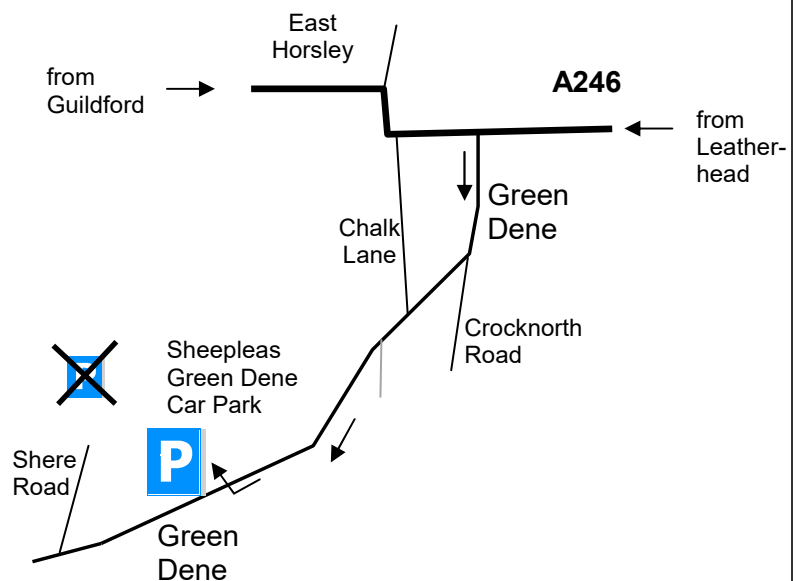 East
Horsley
from
Guildford
A246
from
Leather-
head
Green
Dene
Chalk
Lane
Crocknorth
Road
Sheepleas
Green Dene
Car Park
P
Shere
Road
Green
Dene